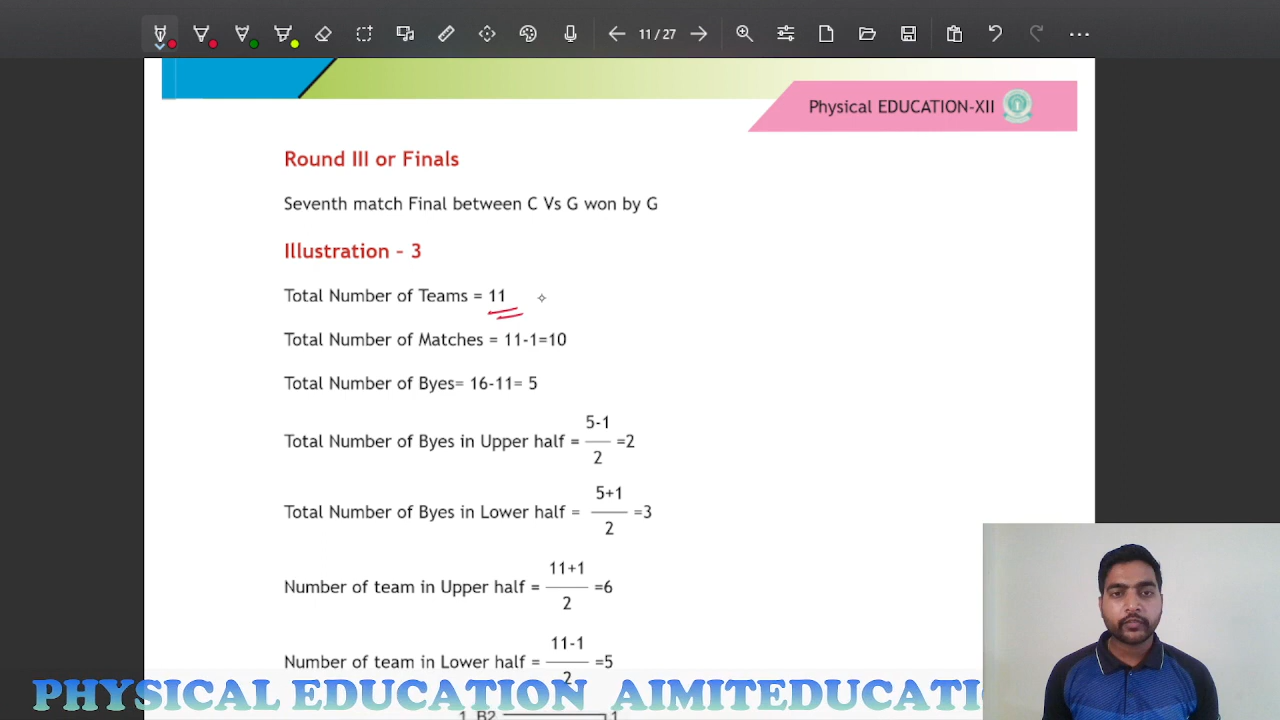 11 / 27
Physical EDUCATION-XII
Round III or Finals
Seventh match Final between C Vs G won by G
Illustration - 3
Total Number of Teams = 11
Total Number of Matches = 11-1=10
Total Number of Byes= 16-11= 5
Total Number of Byes in Upper half = 5-1
2 =2
Total Number of Byes in Lower half = 5+1
2 =3
Number of team in Upper half = 11+1
2 =6
Number of team in Lower half = 11-1
2 =5
1 B2 1
PHYSICAL EDUCATION AIMITEDUCATI